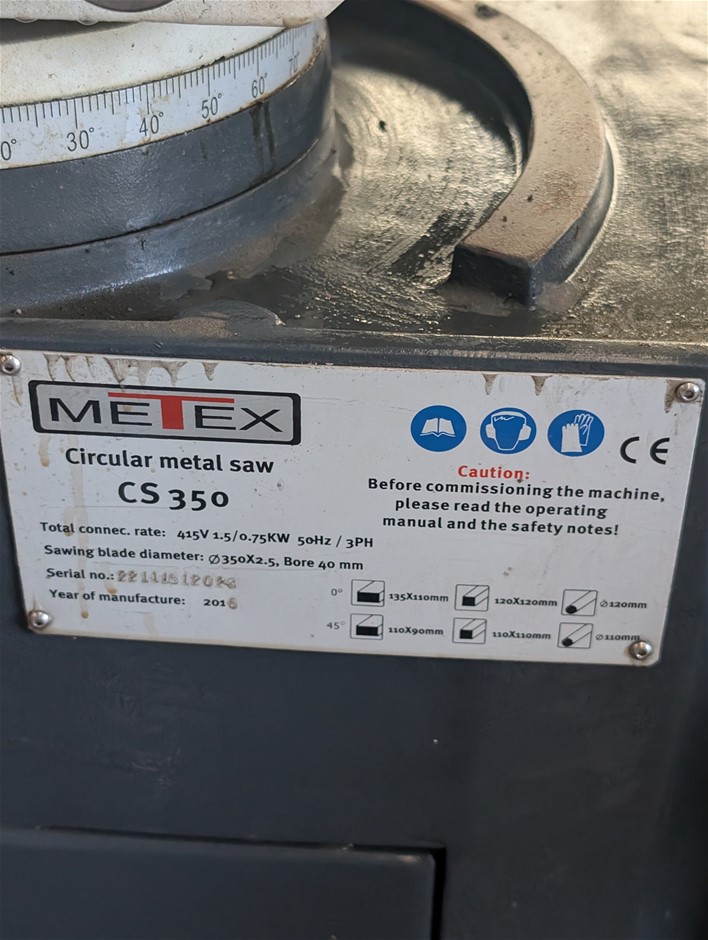 0°
30°
40°
50°
60°
70
METEX
Circular metal saw
CS 350
CE
Caution:
Before commissioning the machine,
please read the operating
manual and the safety notes!
Total connec. rate: 415V 1.5/0.75KW 50Hz / 3PH
Sawing blade diameter: Ø350X2.5, Bore 40 mm
Serial no.:
Year of manufacture: 2016
0° 135X110mm 120X120mm Ø120mm
45° 110X90mm 110X110mm Ø110mm